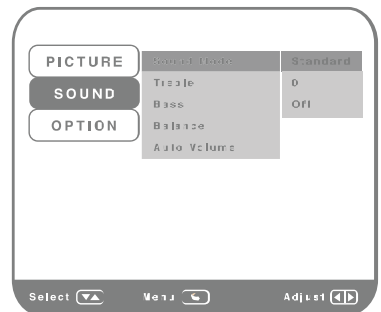 PICTURE
SOUND
OPTION
Sound Mode Standard
Treble 0
Bass Off
Balance
Auto Volume
Select Menu Adjust